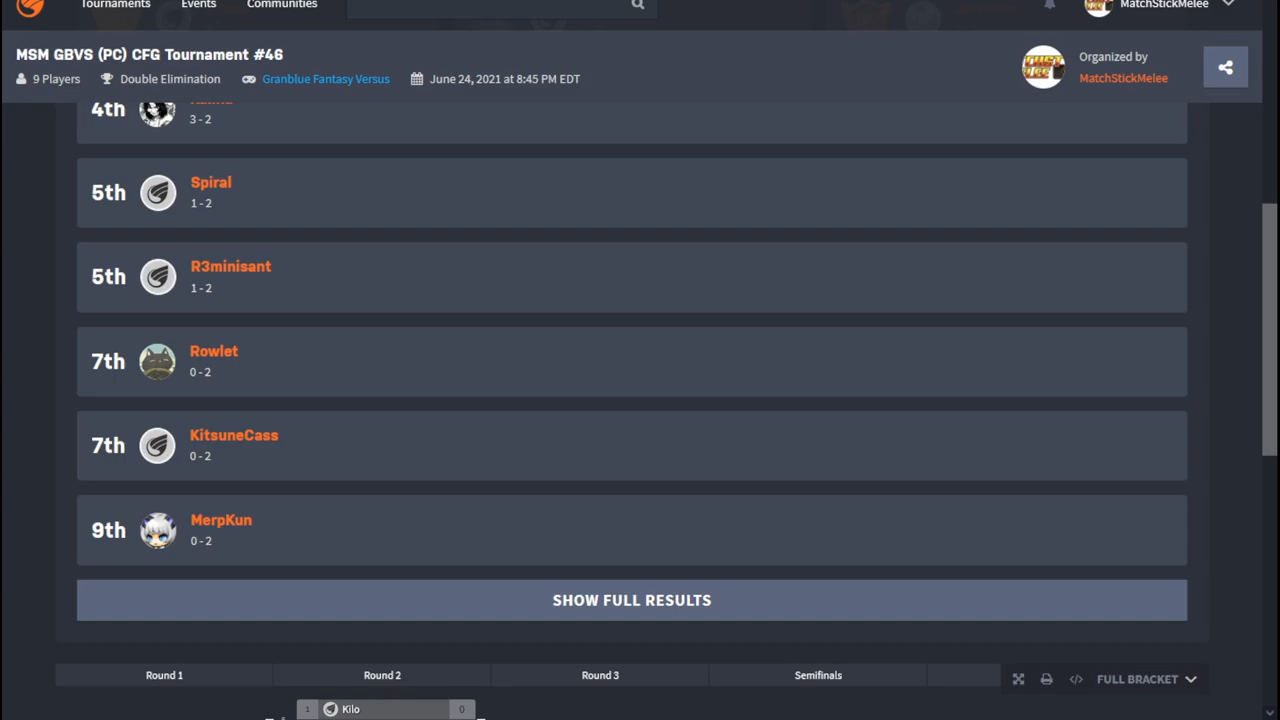 Tournaments Events Communities MatchStickMelee
MSM GBVS (PC) CFG Tournament #46
9 Players Double Elimination Granblue Fantasy Versus June 24, 2021 at 8:45 PM EDT
Organized by
MatchStickMelee
4th
3 - 2
5th Spiral
1 - 2
5th R3minisant
1 - 2
7th Rowlet
0 - 2
7th KitsuneCass
0 - 2
9th MerpKun
0 - 2
SHOW FULL RESULTS
Round 1 Round 2 Round 3 Semifinals FULL BRACKET
1 Kilo 0